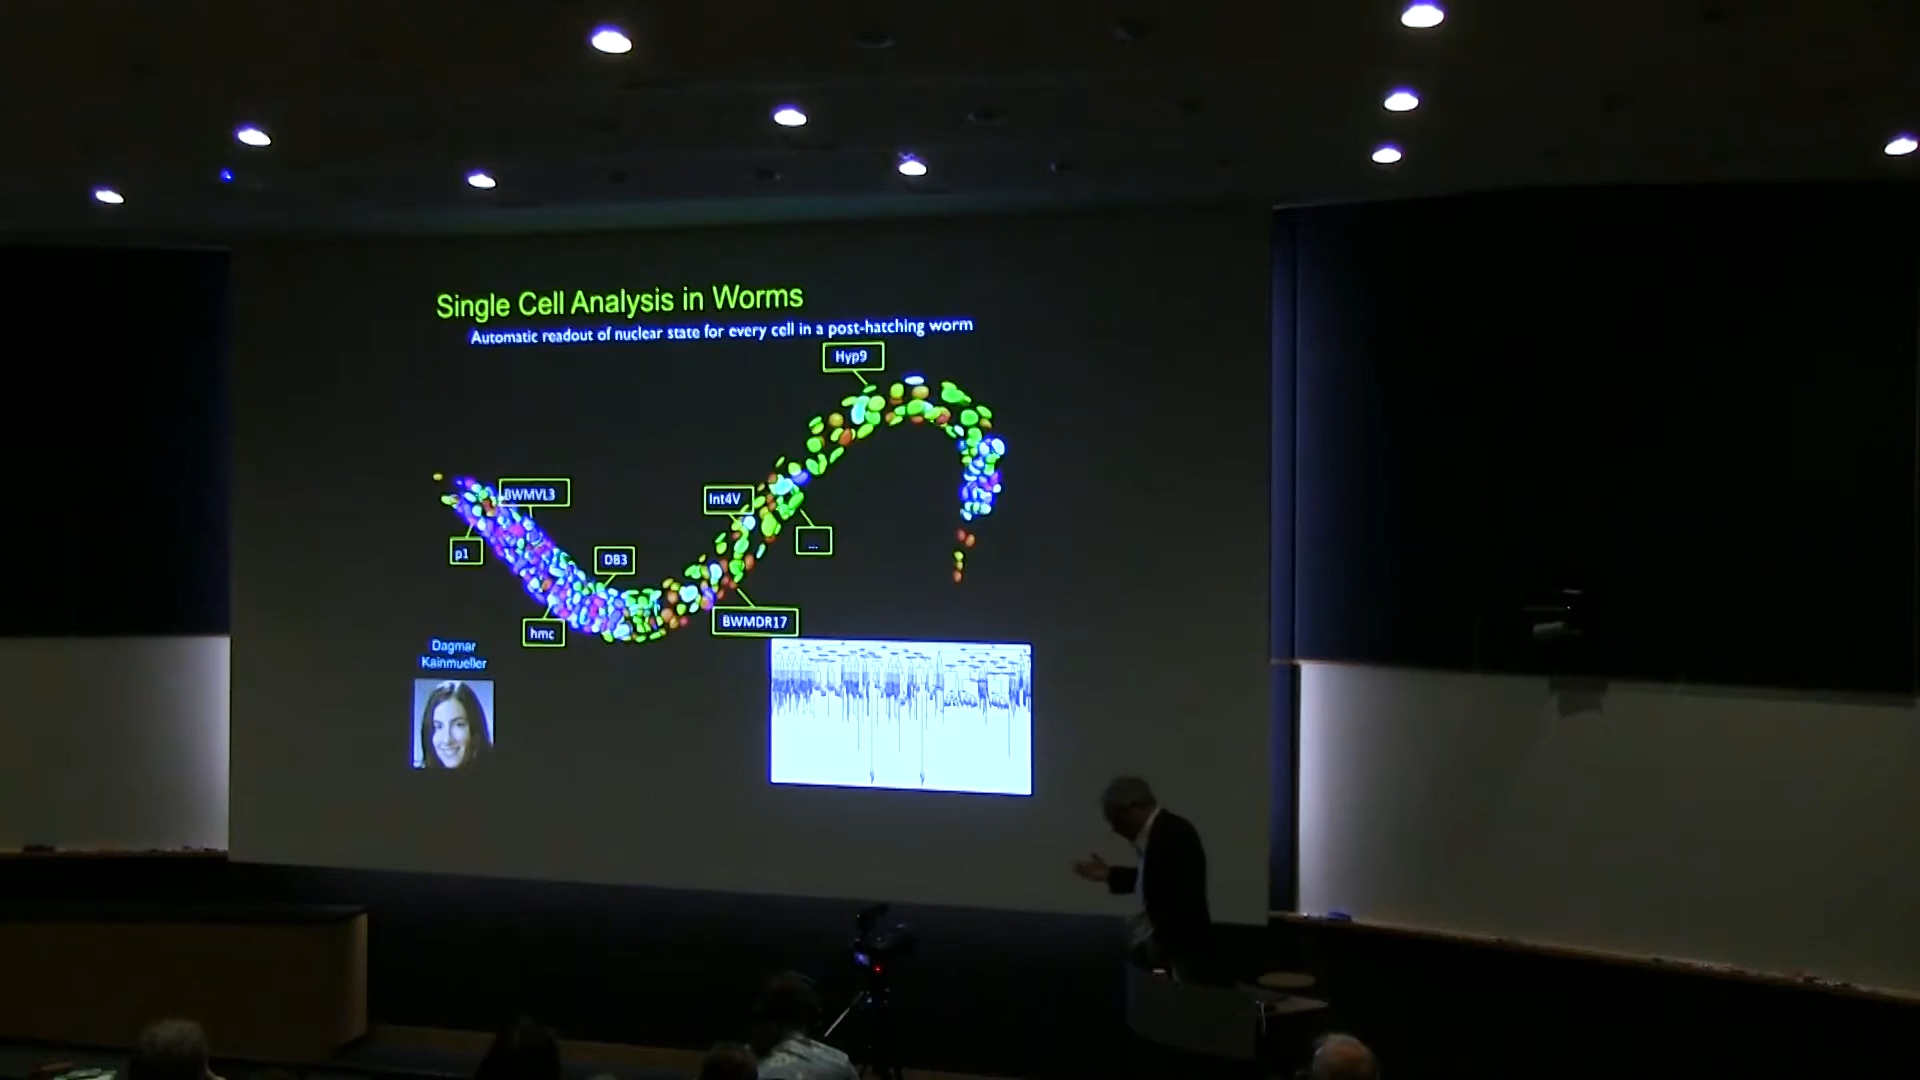 Single Cell Analysis in Worms
Automatic readout of nuclear state for every cell in a post-hatching worm
Hyp9
BWMVL3
Int4V
p1
DB3
...
hmc
BWMDR17
Dagmar
Kainmueller